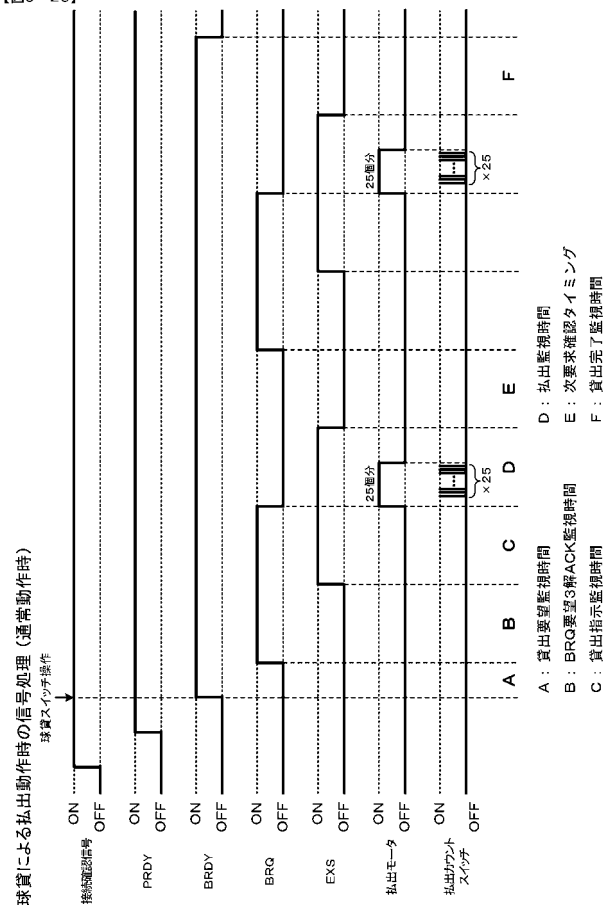 球貸による払出動作時の信号処理（通常動作時）
球貸スイッチ操作
接続確認信号
ON
OFF
PRDY
ON
OFF
BRDY
ON
OFF
BRQ
ON
OFF
EXS
ON
OFF
払出モータ
ON
OFF
25個分
25個分
払出カウント
スイッチ
ON
OFF
×25
×25
A
B
C
D
E
F
A：貸出要望監視時間
B：BRQ要望3解ACK監視時間
C：貸出指示監視時間
D：払出監視時間
E：次要求確認タイミング
F：貸出完了監視時間